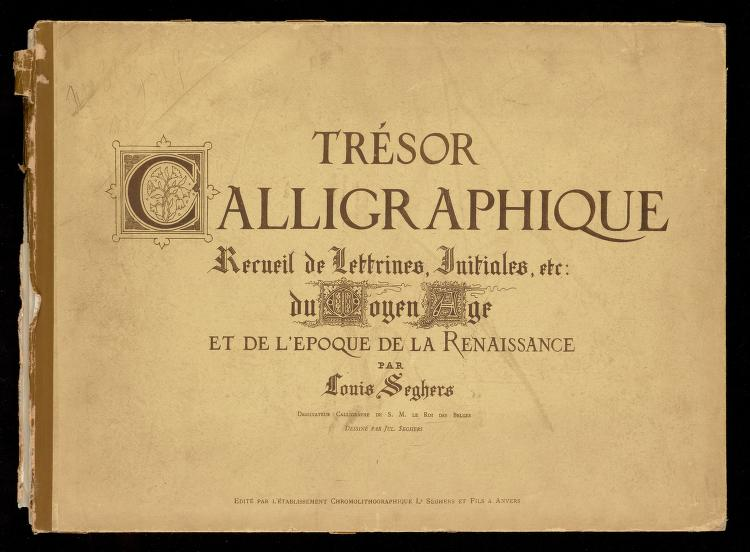 TRÉSOR
CALLIGRAPHIQUE
Recueil de Lettrines, Initiales, etc:
du Moyen Age
ET DE L'EPOQUE DE LA RENAISSANCE
PAR
Louis Seghers
Dessinateur Calligraphe de S. M. le Roi des Belges
Dessiné par Jul. Seghers
Edité par l'établissement Chromolithographique Ls Seghers et Fils a Anvers